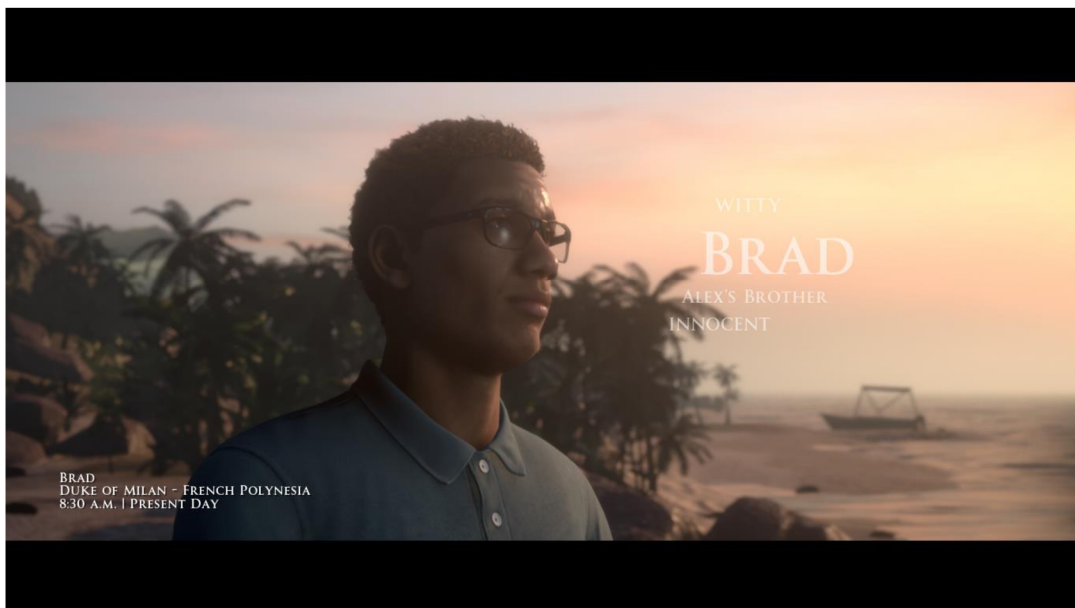 WITTY
BRAD
ALEX'S BROTHER
INNOCENT
BRAD
DUKE OF MILAN - FRENCH POLYNESIA
8:30 A.M. | PRESENT DAY